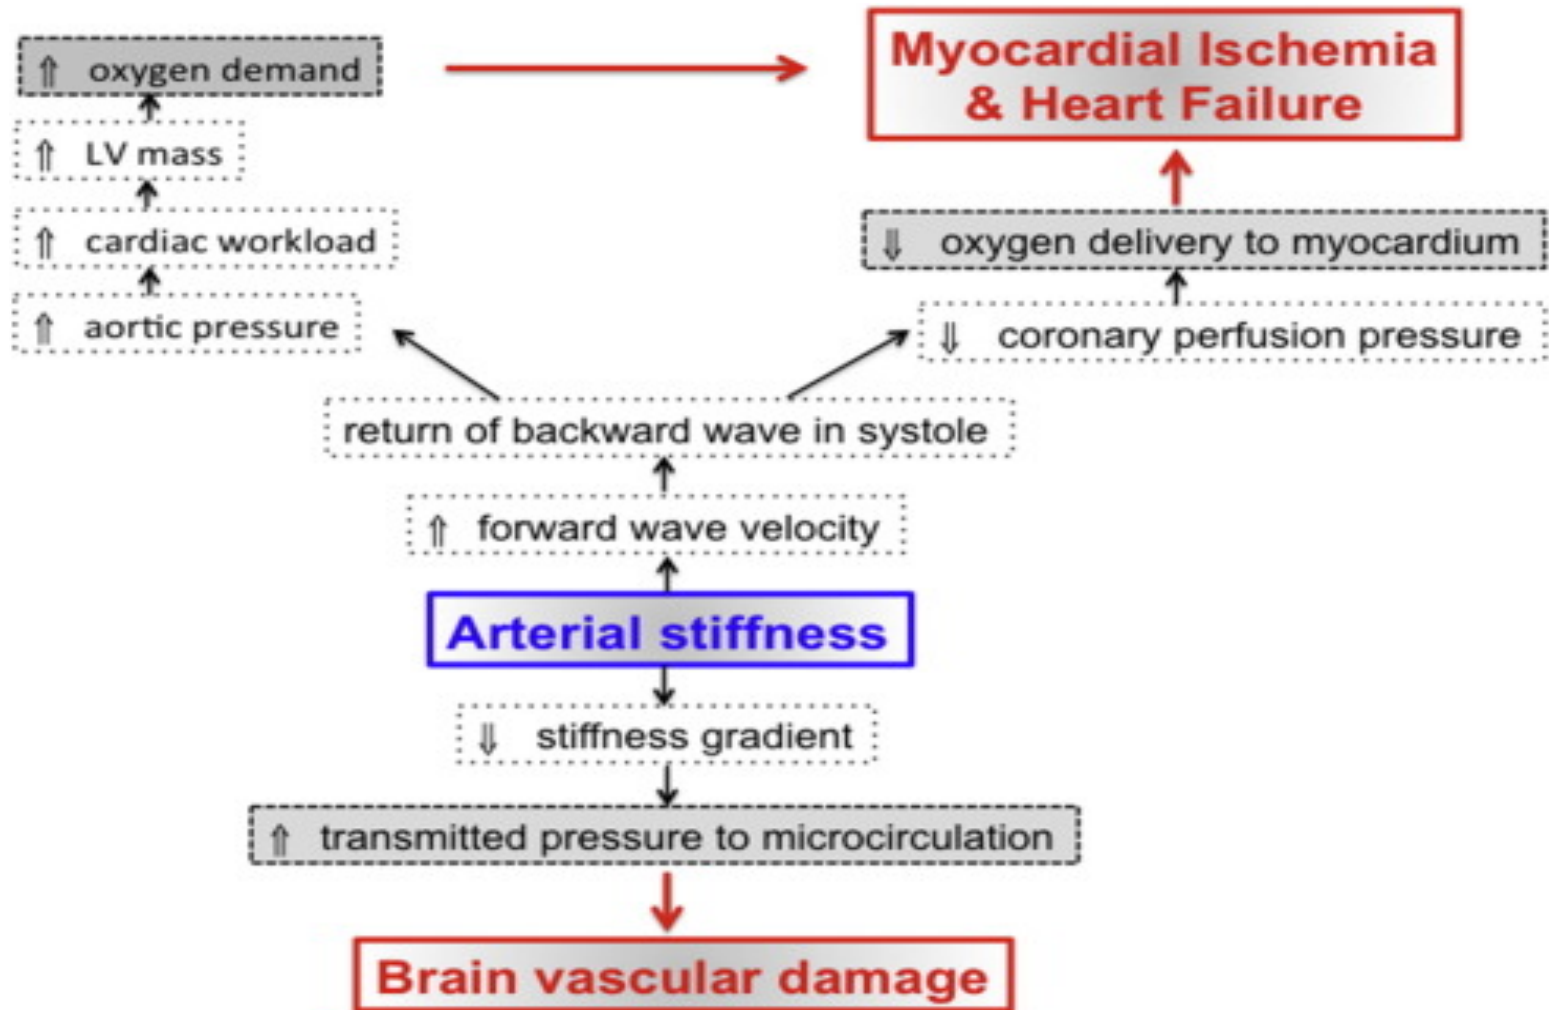 ⇑ oxygen demand
Myocardial Ischemia
& Heart Failure
⇑ LV mass
⇑ cardiac workload
⇓ oxygen delivery to myocardium
⇑ aortic pressure
⇓ coronary perfusion pressure
return of backward wave in systole
⇑ forward wave velocity
Arterial stiffness
⇓ stiffness gradient
⇑ transmitted pressure to microcirculation
Brain vascular damage